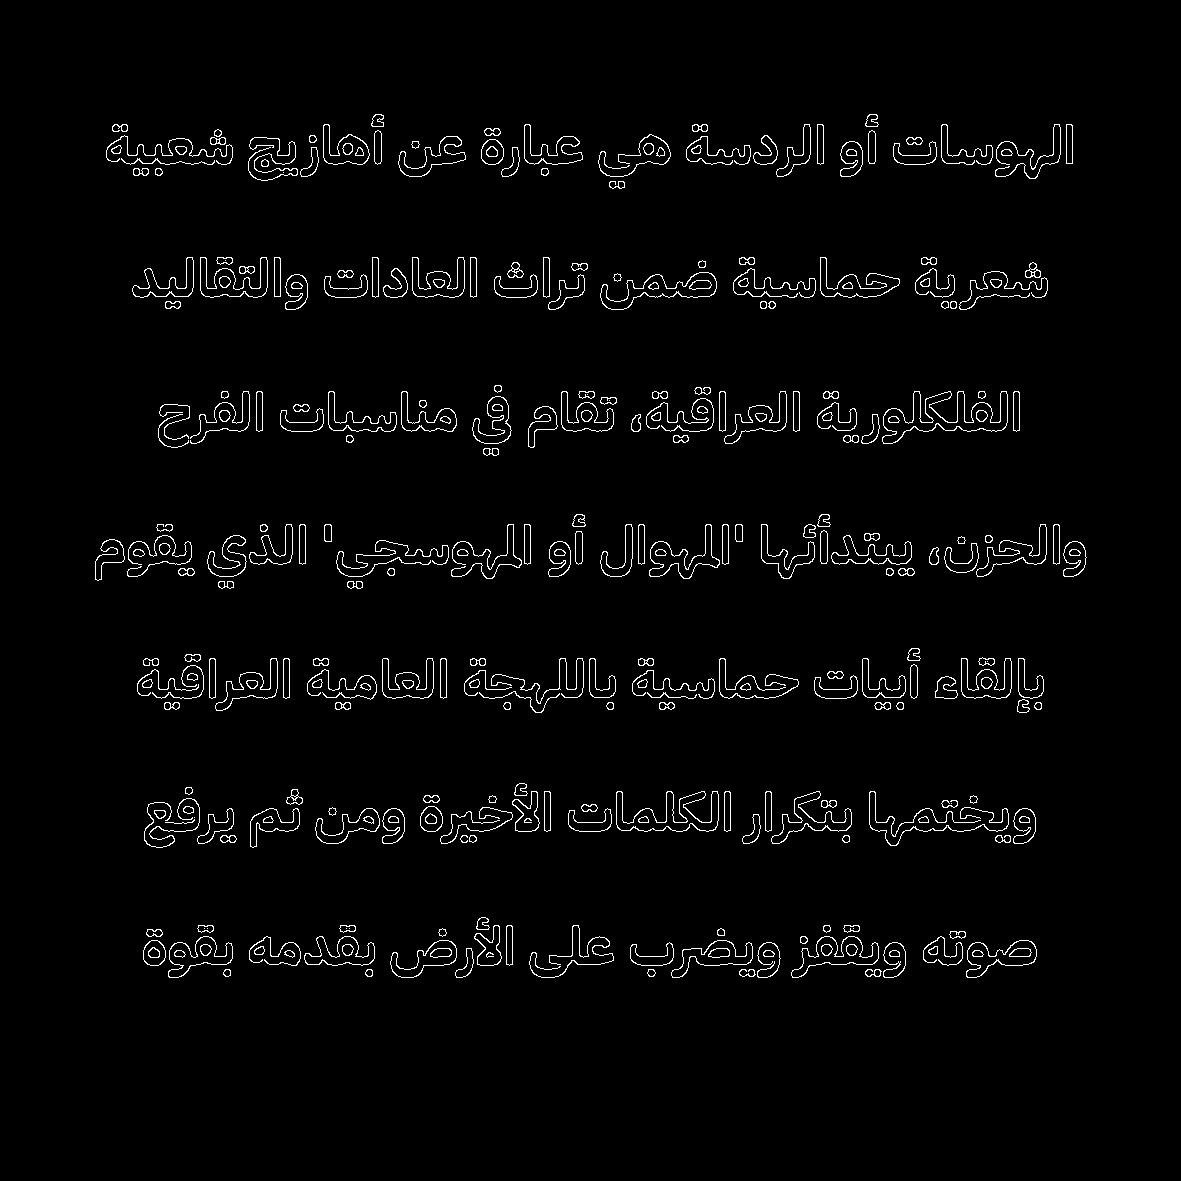 الهوسات أو الردسة هي عبارة عن أهازيج شعبية
شعرية حماسية ضمن تراث العادات والتقاليد
الفلكلورية العراقية، تقام في مناسبات الفرح
والحزن، يبتدأئها 'المهوال أو المهوسجي' الذي يقوم
بإلقاء أبيات حماسية باللهجة العامية العراقية
ويختمها بتكرار الكلمات الأخيرة ومن ثم يرفع
صوته ويقفز ويضرب على الأرض بقدمه بقوة